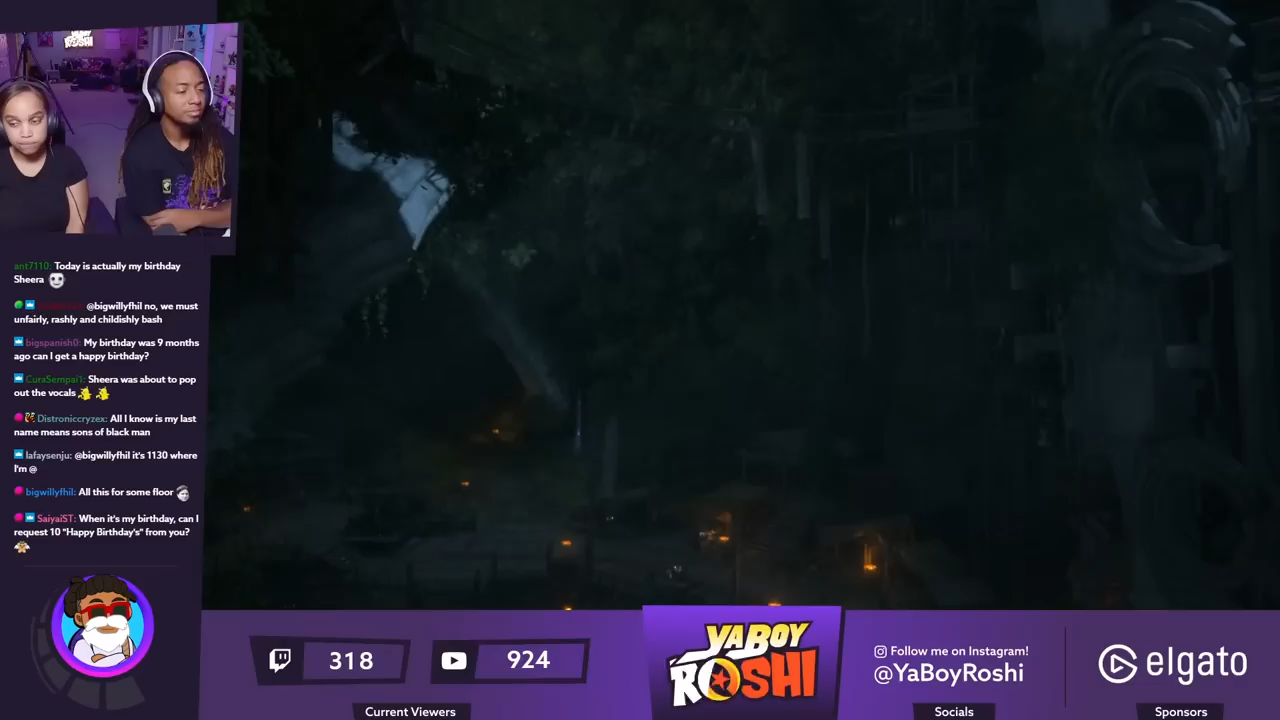 YABOY
ROSHI
ant7110: Today is actually my birthday
Sheera
@bigwillyfhil no, we must
unfairly, rashly and childishly bash
bigspanish0: My birthday was 9 months
ago can I get a happy birthday?
CuraSempai1: Sheera was about to pop
out the vocals
Distroniccryzex: All I know is my last
name means sons of black man
lafaysenju: @bigwillyfhil it's 1130 where
I'm @
bigwillyfhil: All this for some floor
SaiyaiST: When it's my birthday, can I
request 10 "Happy Birthday's" from you?
318
924
Current Viewers
YABOY
ROSHI
Follow me on Instagram!
@YaBoyRoshi
Socials
elgato
Sponsors